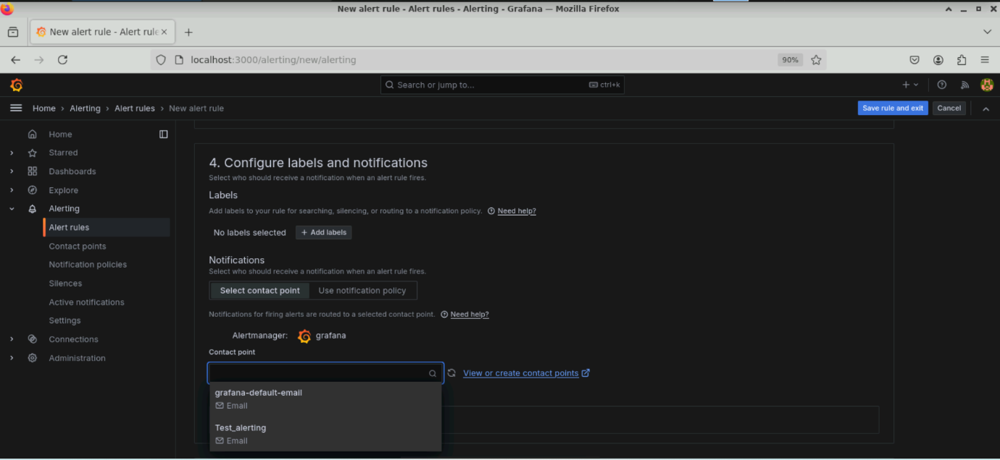 New alert rule - Alert rules - Alerting - Grafana — Mozilla Firefox
New alert rule - Alert rule
localhost:3000/alerting/new/alerting
90%
Search or jump to...
ctrl+k
Home › Alerting › Alert rules › New alert rule
Save rule and exit
Cancel
Home
Starred
Dashboards
Explore
Alerting
Alert rules
Contact points
Notification policies
Silences
Active notifications
Settings
Connections
Administration
4. Configure labels and notifications
Select who should receive a notification when an alert rule fires.
Labels
Add labels to your rule for searching, silencing, or routing to a notification policy. Need help?
No labels selected + Add labels
Notifications
Select who should receive a notification when an alert rule fires.
Select contact point Use notification policy
Notifications for firing alerts are routed to a selected contact point. Need help?
Alertmanager: grafana
Contact point
View or create contact points
grafana-default-email
Email
Test_alerting
Email